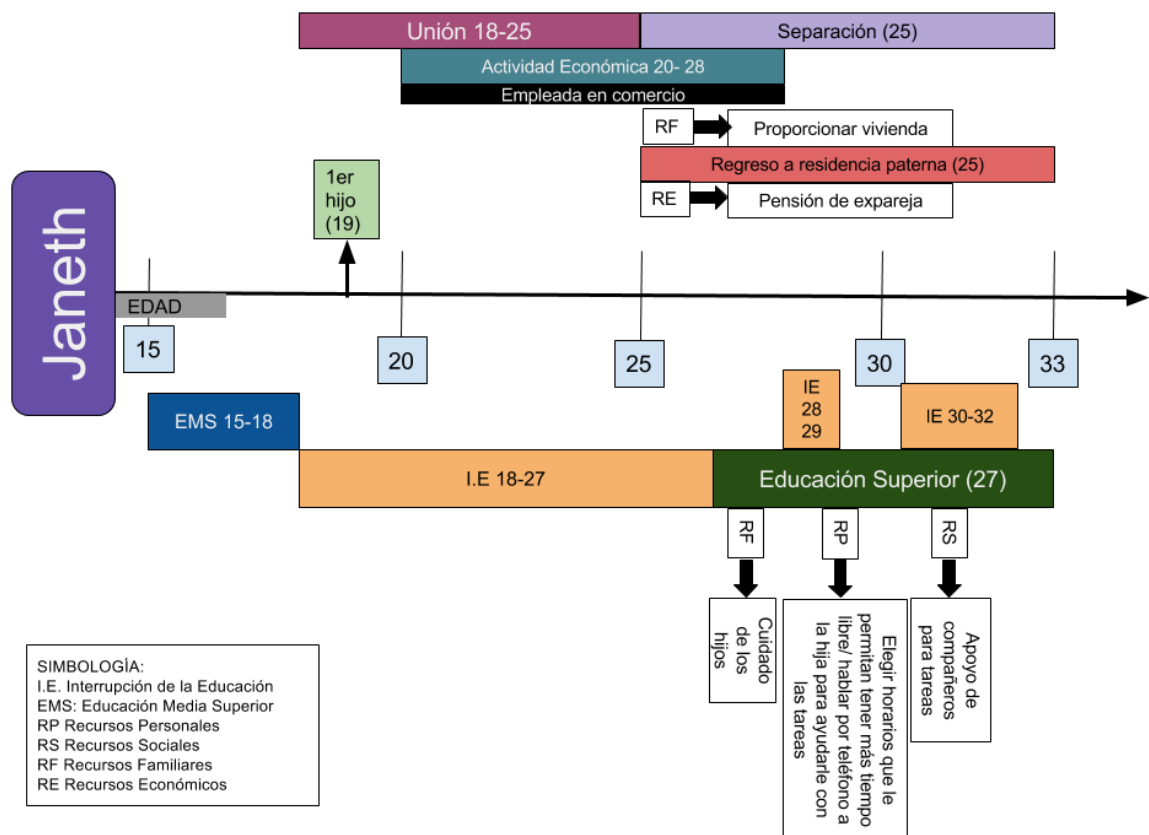 Unión 18-25
Separación (25)
Actividad Económica 20- 28
Empleada en comercio
RF
Proporcionar vivienda
Regreso a residencia paterna (25)
RE
Pensión de expareja
1er
hijo
(19)
Janeth
EDAD
15
20
25
30
33
EMS 15-18
IE
28
29
IE 30-32
I.E 18-27
Educación Superior (27)
RF
RP
RS
Cuidado
de los
hijos
Elegir horarios que le
permitan tener más tiempo
libre/ hablar por teléfono a
la hija para ayudarle con
las tareas
Apoyo de
compañeros
para tareas
SIMBOLOGÍA:
I.E. Interrupción de la Educación
EMS: Educación Media Superior
RP Recursos Personales
RS Recursos Sociales
RF Recursos Familiares
RE Recursos Económicos